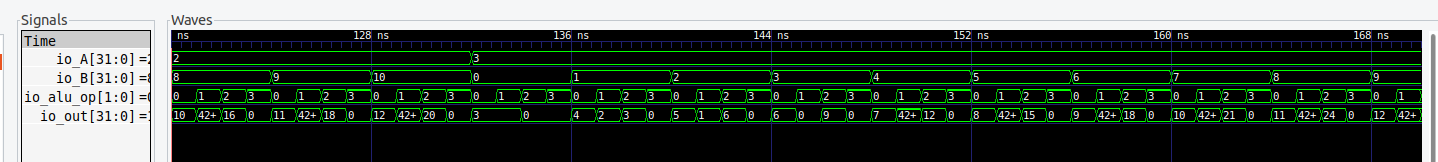 Signals
Waves
Time
ns 128 ns 136 ns 144 ns 152 ns 160 ns 168 ns
io_A[31:0] =2 2 3
io_B[31:0] =8 8 9 10 0 1 2 3 4 5 6 7 8 9
io_alu_op[1:0] =0 0 1 2 3 0 1 2 3 0 1 2 3 0 1 2 3 0 1 2 3 0 1 2 3 0 1 2 3 0 1 2 3 0 1 2 3 0 1 2 3 0 1 2 3 0 1 2 3 0 1
io_out[31:0] =1 10 42+ 16 0 11 42+ 18 0 12 42+ 20 0 3 0 4 2 3 0 5 1 6 0 6 0 9 0 7 42+ 12 0 8 42+ 15 0 9 42+ 18 0 10 42+ 21 0 11 42+ 24 0 12 42+